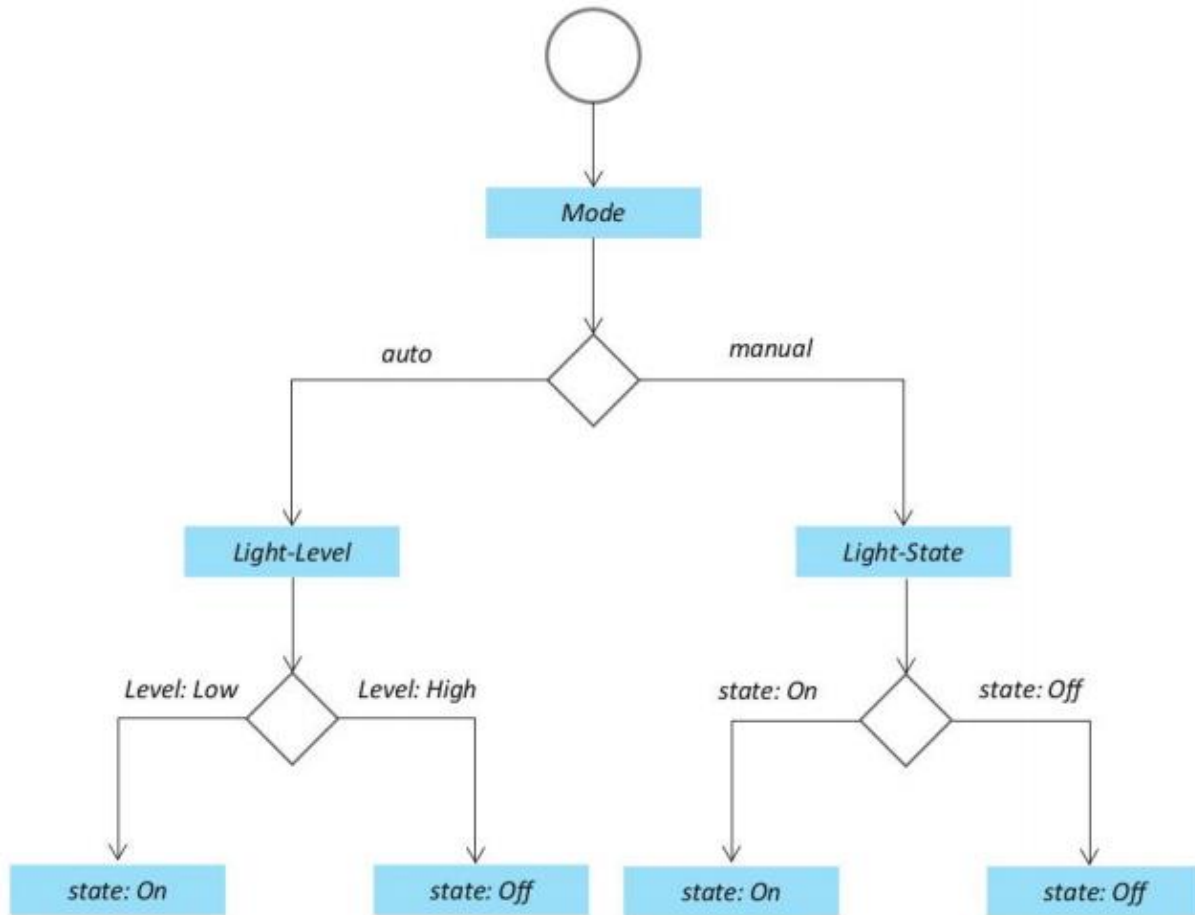 Mode
auto
manual
Light-Level
Light-State
Level: Low
Level: High
state: On
state: Off
state: On
state: Off
state: On
state: Off